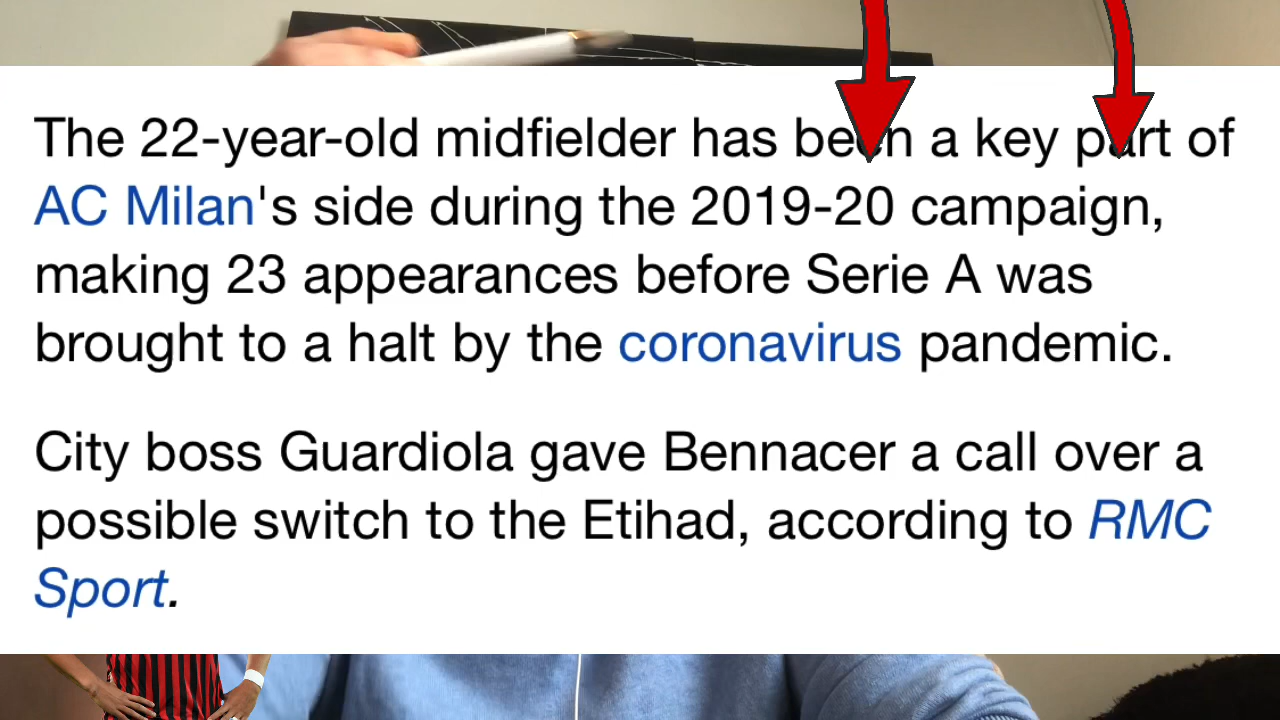 The 22-year-old midfielder has been a key part of
AC Milan's side during the 2019-20 campaign,
making 23 appearances before Serie A was
brought to a halt by the coronavirus pandemic.
City boss Guardiola gave Bennacer a call over a
possible switch to the Etihad, according to RMC
Sport.